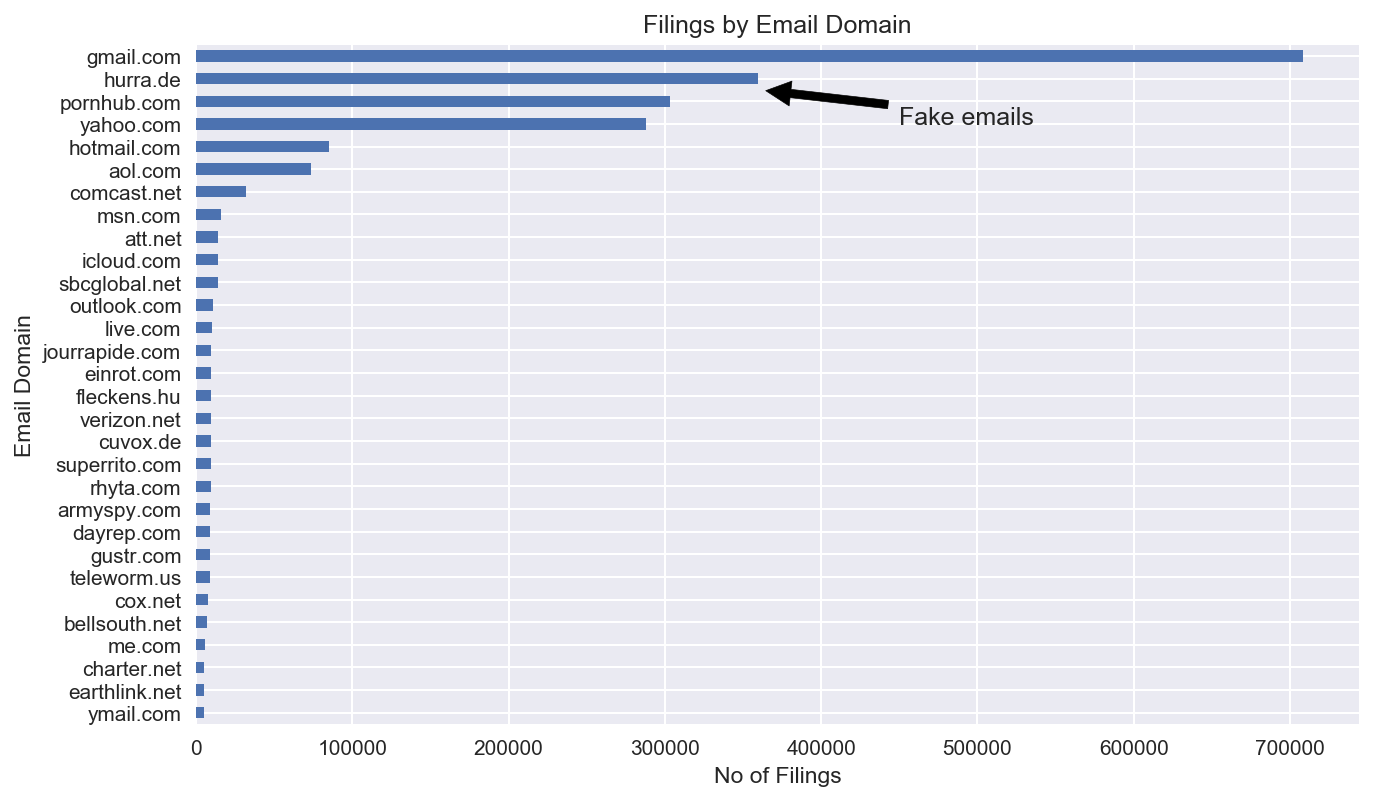 Filings by Email Domain
gmail.com
hurra.de
pornhub.com
Fake emails
yahoo.com
hotmail.com
aol.com
comcast.net
msn.com
att.net
icloud.com
sbcglobal.net
outlook.com
live.com
jourrapide.com
einrot.com
fleckens.hu
verizon.net
cuvox.de
superrito.com
rhyta.com
armyspy.com
dayrep.com
gustr.com
teleworm.us
cox.net
bellsouth.net
me.com
charter.net
earthlink.net
ymail.com
Email Domain
0 100000 200000 300000 400000 500000 600000 700000
No of Filings